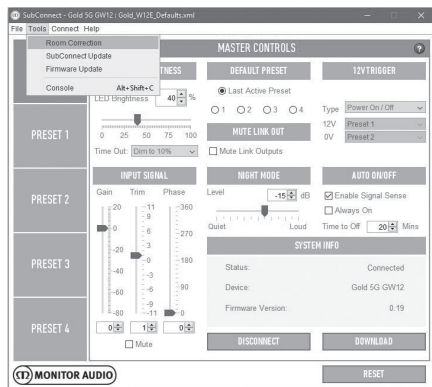 SubConnect - Gold 5G GW12 : Gold_W12E_Defaults.xml
File Tools Connect Help
Room Correction
SubConnect Update
Firmware Update
Console Alt+Shift+C
MASTER CONTROLS
?
TNESS
LED Brightness 40 %
0 25 50 75 100
Time Out: Dim to 10%
DEFAULT PRESET
Last Active Preset
1 2 3 4
MUTE LINK OUT
Mute Link Outputs
12V TRIGGER
Type Power On / Off
12V Preset 1
0V Preset 2
PRESET 1
PRESET 2
PRESET 3
PRESET 4
INPUT SIGNAL
Gain Trim Phase
20 11 360
9
6
0 270
3
-20 0 180
-3
-40
-6 90
-60
-9
-80 -11 0
0 1 0
Mute
NIGHT MODE
Level -15 dB
Quiet Loud
AUTO ON/OFF
Enable Signal Sense
Always On
Time to Off 20 Mins
SYSTEM INFO
Status: Connected
Device: Gold 5G GW12
Firmware Version: 0.19
DISCONNECT DOWNLOAD
MONITOR AUDIO
RESET